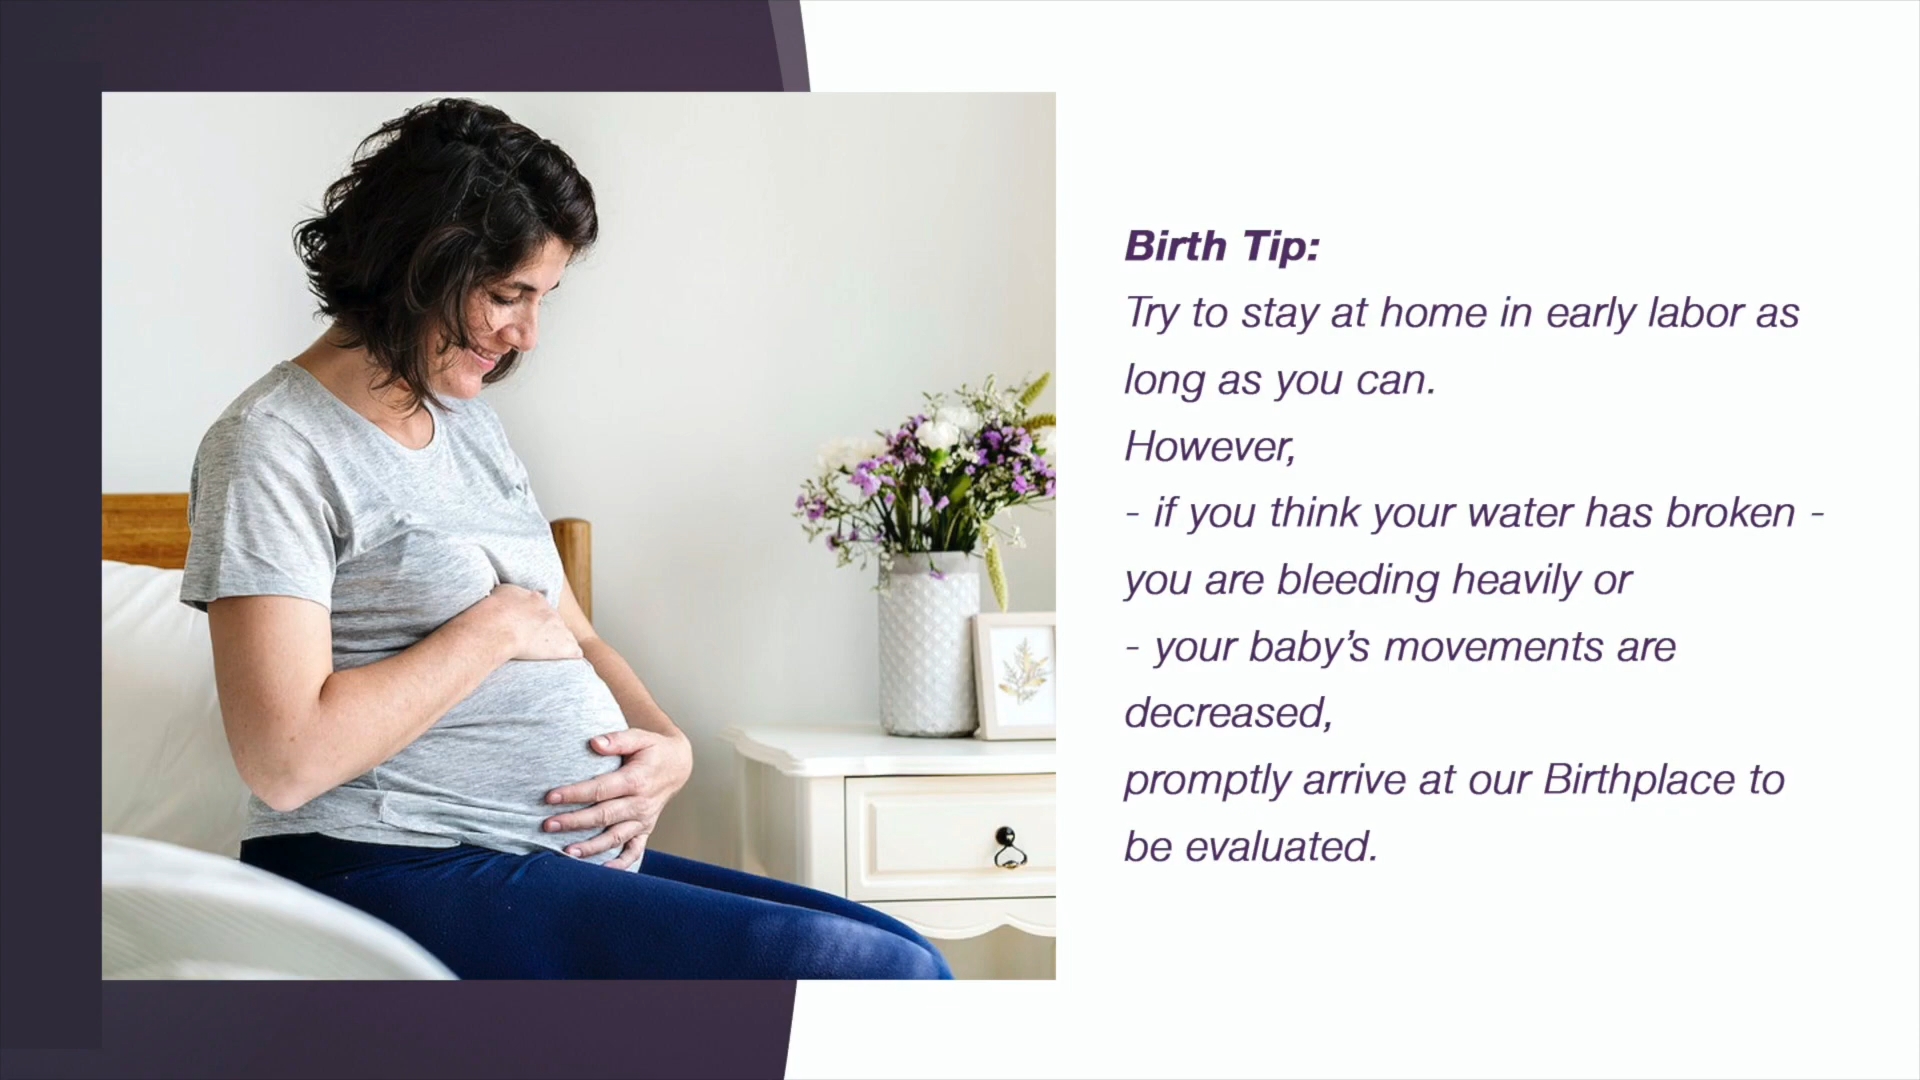 Birth Tip:
Try to stay at home in early labor as
long as you can.
However,
- if you think your water has broken -
you are bleeding heavily or
- your baby’s movements are
decreased,
promptly arrive at our Birthplace to
be evaluated.